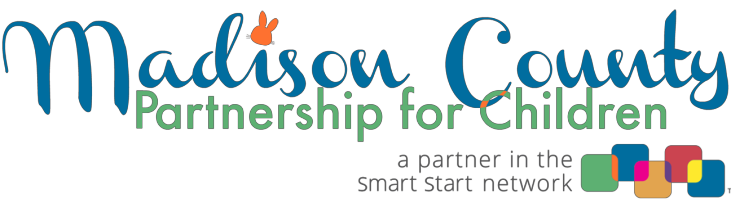 Madison County
Partnership for Children
a partner in the
Smart Start network